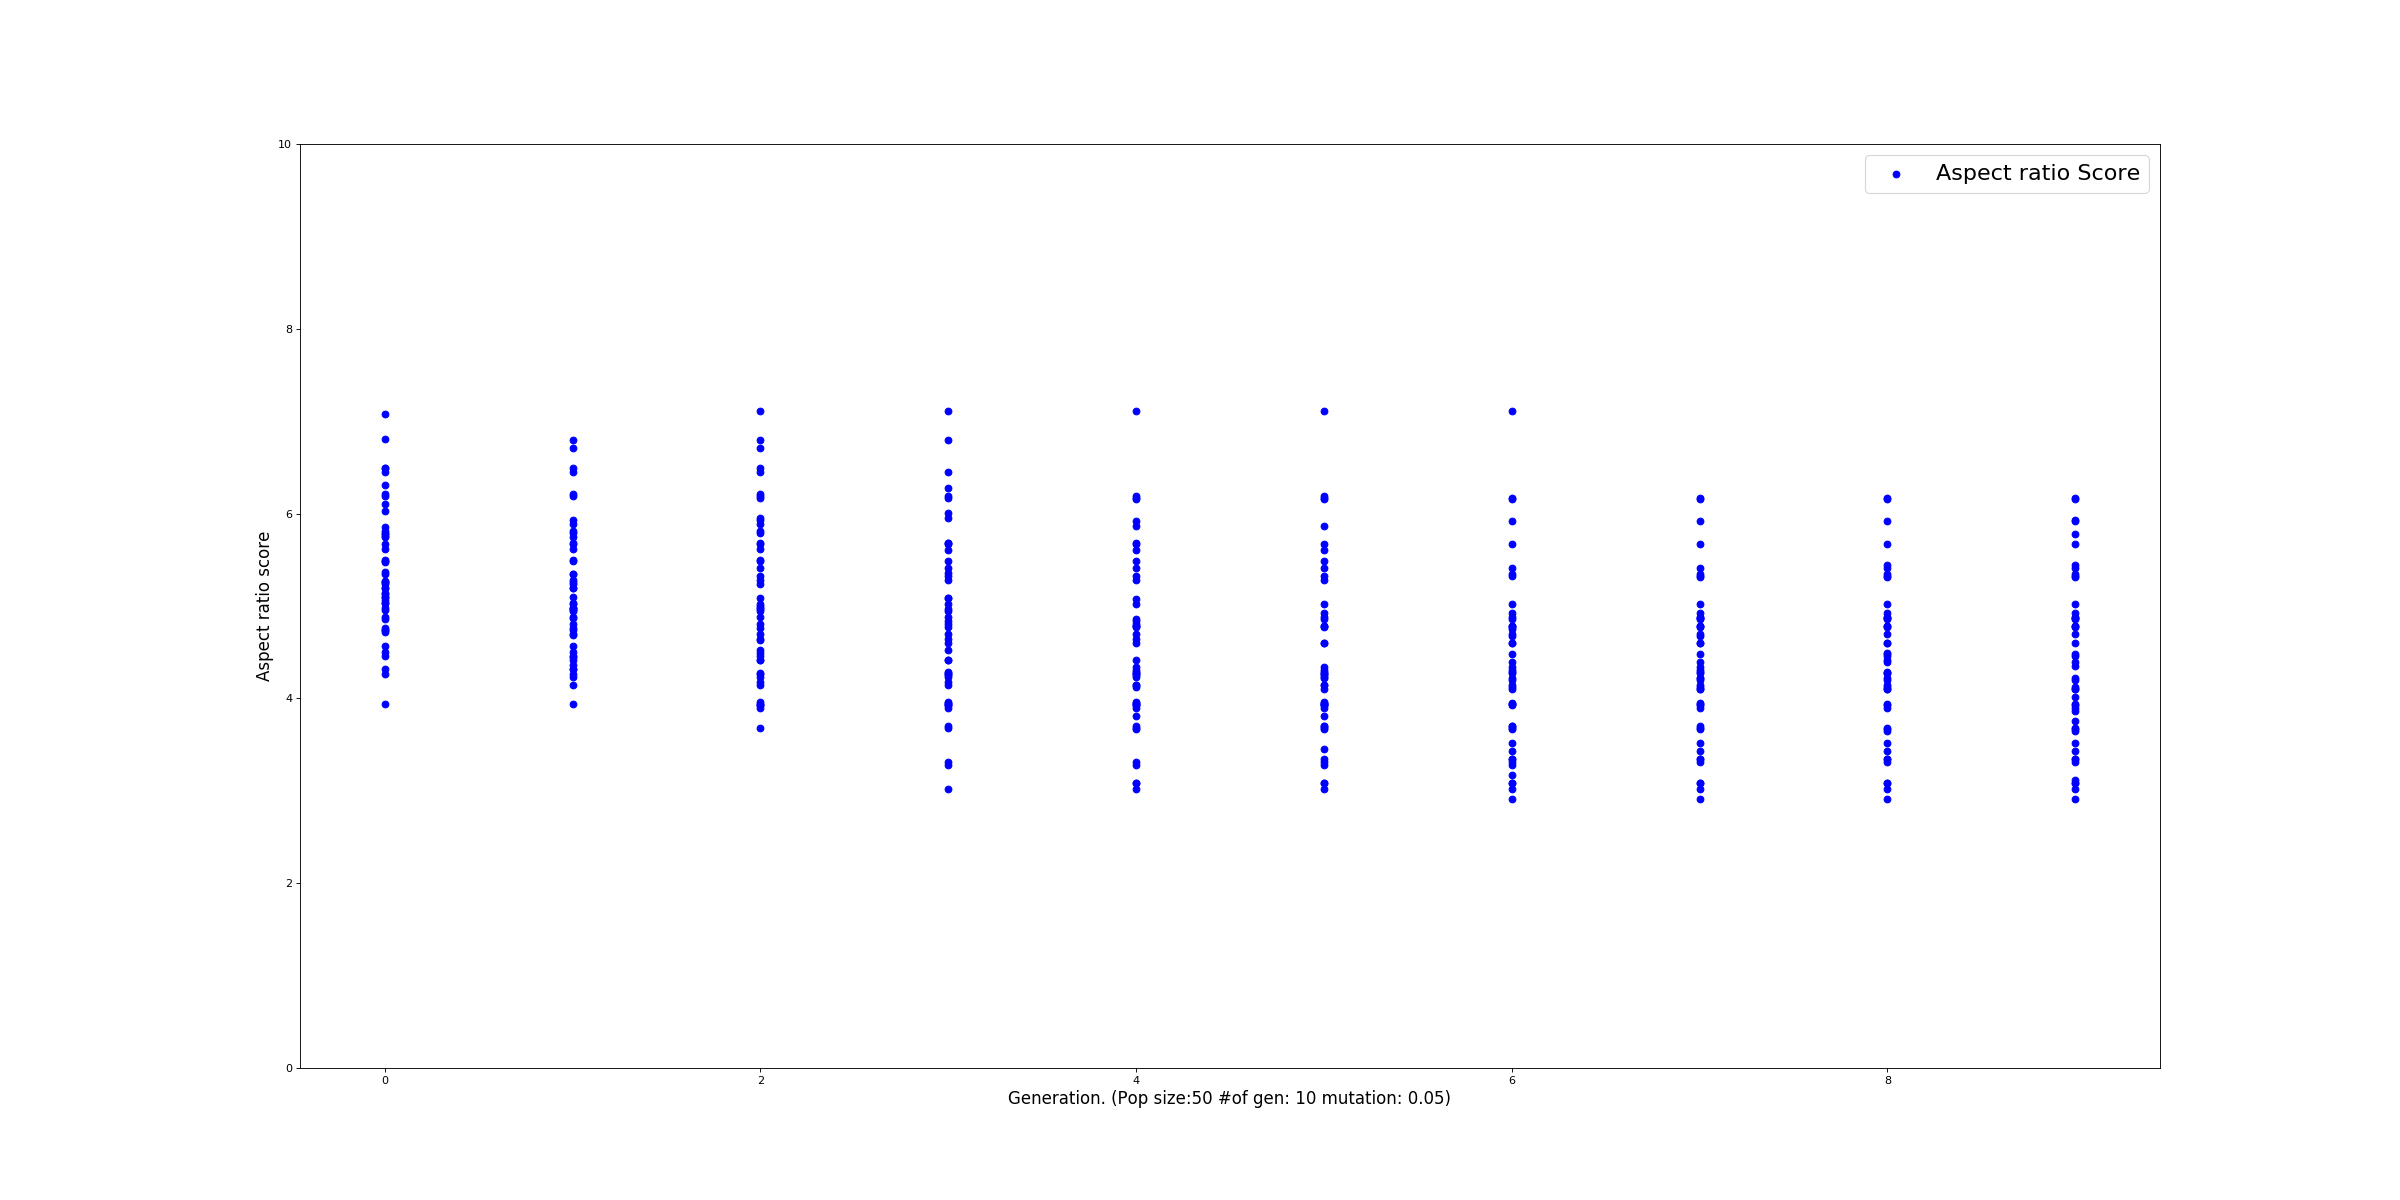 10
8
6
4
2
0
Aspect ratio score
Aspect ratio Score
0 2 4 6 8
Generation. (Pop size:50 #of gen: 10 mutation: 0.05)